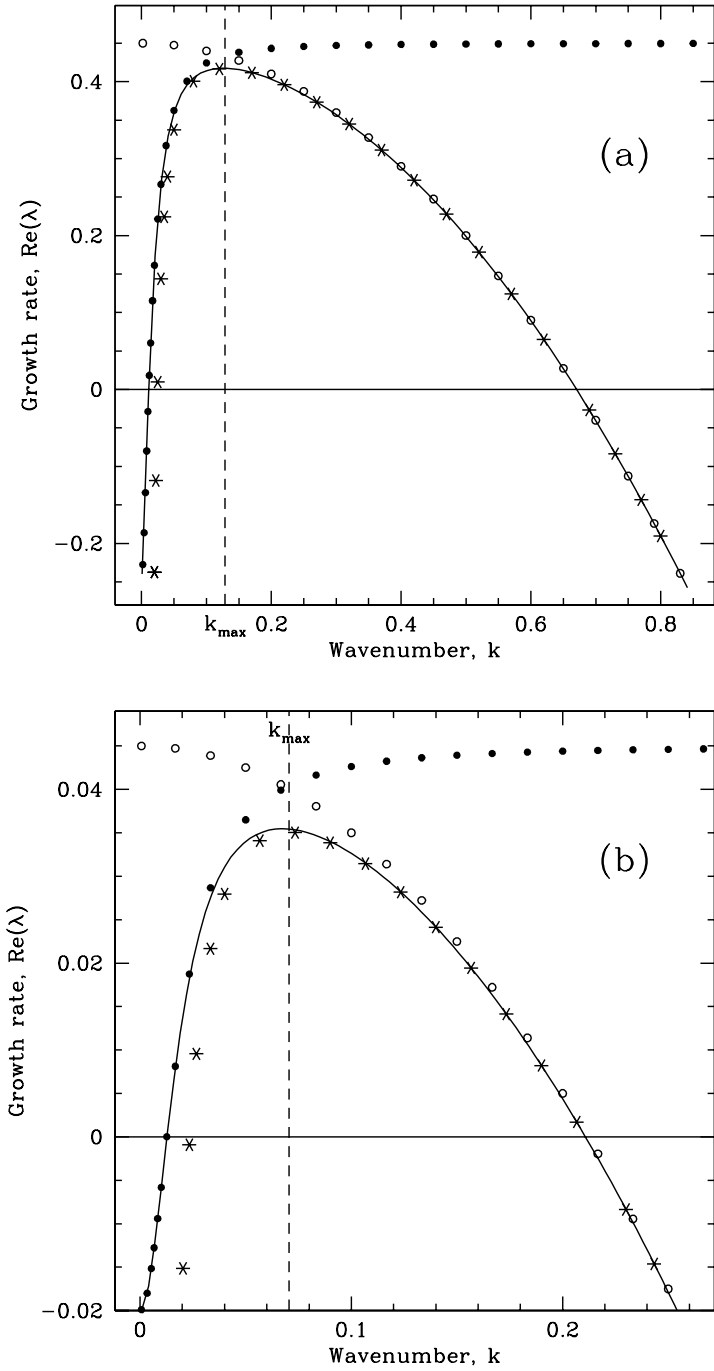 0.4
(a)
0.2
Growth rate, Re(λ)
0
−0.2
0 k_max 0.2 0.4 0.6 0.8
Wavenumber, k
k_max
0.04
(b)
0.02
Growth rate, Re(λ)
0
−0.02
0 0.1 0.2
Wavenumber, k